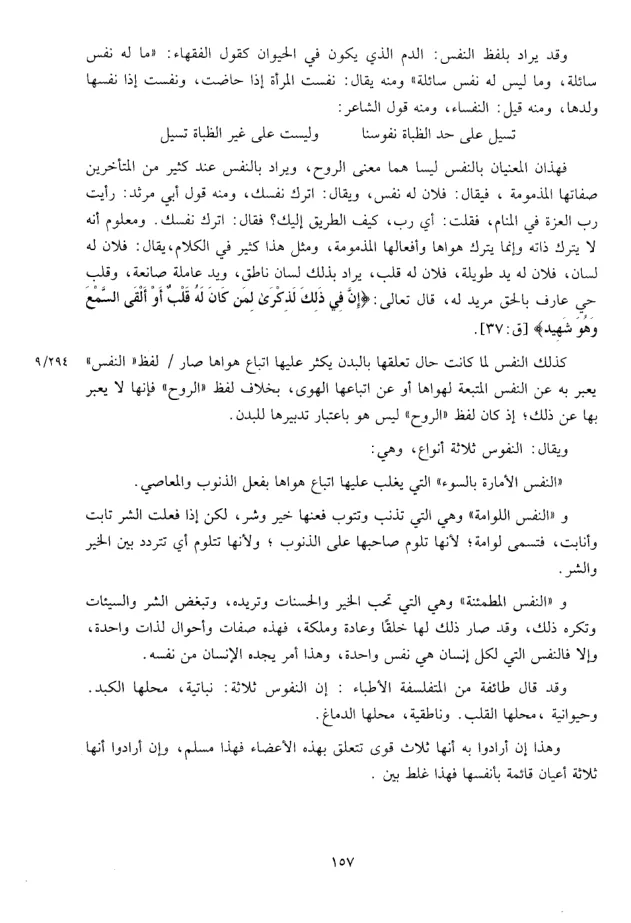 وقد يراد بلفظ النفس: الدم الذي يكون في الحيوان كقول الفقهاء: «ما له نفس
سائلة، وما ليس له نفس سائلة» ومنه يقال: نفست المرأة إذا حاضت، ونفست إذا نفسها
ولدها، ومنه قيل: النفساء، ومنه قول الشاعر:
تسيل على حد الظباة نفوسنا وليست على غير الظباة تسيل
فهذان المعنيان بالنفس ليسا هما معنى الروح، ويراد بالنفس عند كثير من المتأخرين
صفاتها المذمومة ، فيقال: فلان له نفس، ويقال: اترك نفسك، ومنه قول أبي مرثد: رأيت
رب العزة في المنام، فقلت: أي رب، كيف الطريق إليك؟ فقال: اترك نفسك. ومعلوم أنه
لا يترك ذاته وإنما يترك هواها وأفعالها المذمومة، ومثل هذا كثير في الكلام،يقال: فلان له
لسان، فلان له يد طويلة، فلان له قلب، يراد بذلك لسان ناطق، ويد عاملة صانعة، وقلب
حي عارف بالحق مريد له، قال تعالى: ﴿إِنَّ فِي ذَلِكَ لَذِكْرَىٰ لِمَن كَانَ لَهُ قَلْبٌ أَوْ أَلْقَى السَّمْعَ
وَهُوَ شَهِيد﴾ [ق:٣٧].
كذلك النفس لما كانت حال تعلقها بالبدن يكثر عليها اتباع هواها صار / لفظ« النفس» ٩/٢٩٤
يعبر به عن النفس المتبعة لهواها أو عن اتباعها الهوى، بخلاف لفظ «الروح» فإنها لا يعبر
بها عن ذلك؛ إذ كان لفظ «الروح» ليس هو باعتبار تدبيرها للبدن.
ويقال: النفوس ثلاثة أنواع، وهي:
«النفس الأمارة بالسوء» التي يغلب عليها اتباع هواها بفعل الذنوب والمعاصي.
و «النفس اللوامة» وهي التي تذنب وتتوب فعنها خير وشر، لكن إذا فعلت الشر تابت
وأنابت، فتسمى لوامة؛ لأنها تلوم صاحبها على الذنوب ؛ ولأنها تتلوم أي تتردد بين الخير
والشر.
و «النفس المطمئنة» وهي التي تحب الخير والحسنات وتريده، وتبغض الشر والسيئات
وتكره ذلك، وقد صار ذلك لها خلقًا وعادة وملكة، فهذه صفات وأحوال لذات واحدة،
وإلا فالنفس التي لكل إنسان هي نفس واحدة، وهذا أمر يجده الإنسان من نفسه.
وقد قال طائفة من المتفلسفة الأطباء : إن النفوس ثلاثة: نباتية، محلها الكبد.
وحيوانية ،محلها القلب. وناطقية، محلها الدماغ.
وهذا إن أرادوا به أنها ثلاث قوى تتعلق بهذه الأعضاء فهذا مسلم، وإن أرادوا أنها
ثلاثة أعيان قائمة بأنفسها فهذا غلط بين .
١٥٧